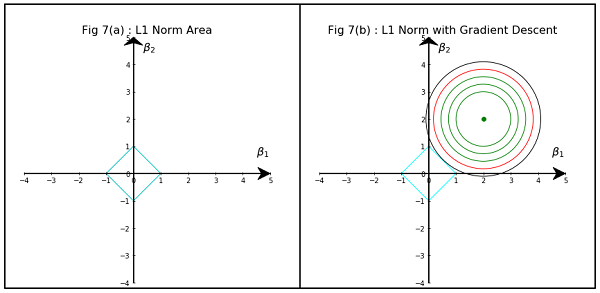 Fig 7(a) : L1 Norm Area
5
β₂
4
3
2
1
β₁
−4 −3 −2 −1 0 1 2 3 4 5
−1
−2
−3
−4
Fig 7(b) : L1 Norm with Gradient Descent
5
β₂
4
3
2
1
β₁
−4 −3 −2 −1 0 1 2 3 4 5
−1
−2
−3
−4